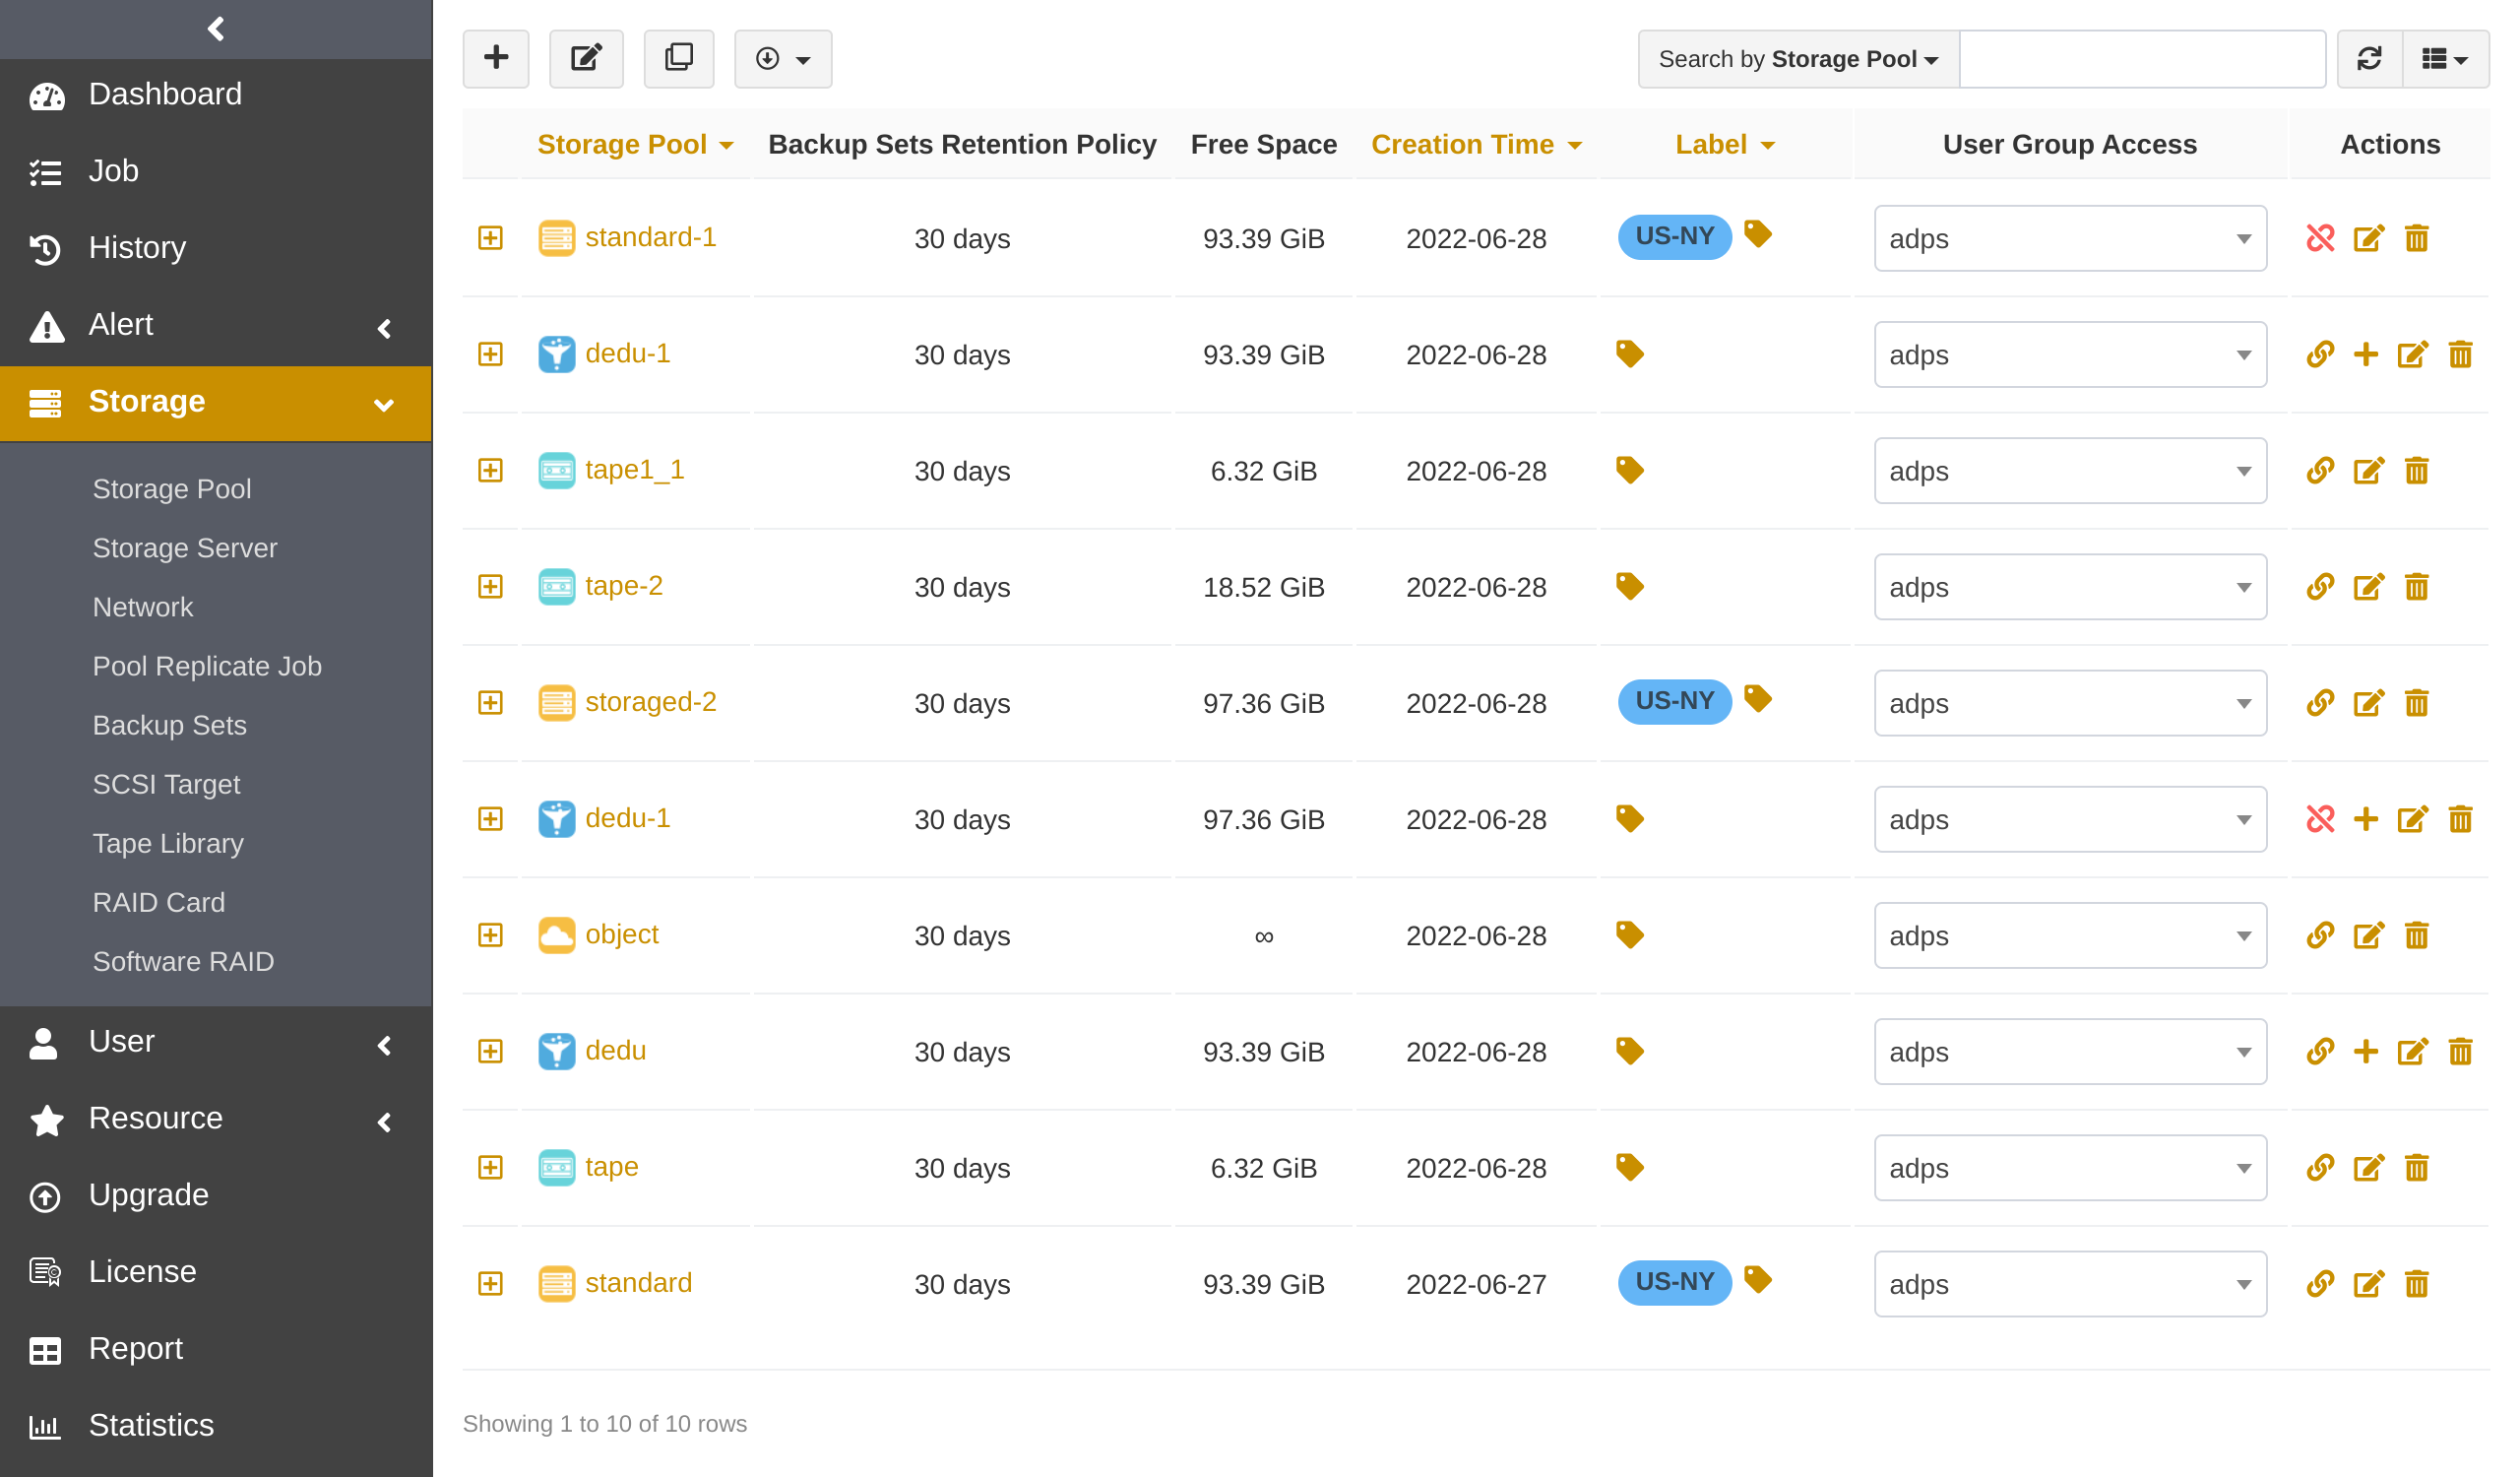 Dashboard
Job
History
Alert
Storage
Storage Pool
Storage Server
Network
Pool Replicate Job
Backup Sets
SCSI Target
Tape Library
RAID Card
Software RAID
User
Resource
Upgrade
License
Report
Statistics
Search by Storage Pool
Storage Pool Backup Sets Retention Policy Free Space Creation Time Label User Group Access Actions
standard-1 30 days 93.39 GiB 2022-06-28 US-NY adps
dedu-1 30 days 93.39 GiB 2022-06-28 adps
tape1_1 30 days 6.32 GiB 2022-06-28 adps
tape-2 30 days 18.52 GiB 2022-06-28 adps
storaged-2 30 days 97.36 GiB 2022-06-28 US-NY adps
dedu-1 30 days 97.36 GiB 2022-06-28 adps
object 30 days ∞ 2022-06-28 adps
dedu 30 days 93.39 GiB 2022-06-28 adps
tape 30 days 6.32 GiB 2022-06-28 adps
standard 30 days 93.39 GiB 2022-06-27 US-NY adps
Showing 1 to 10 of 10 rows